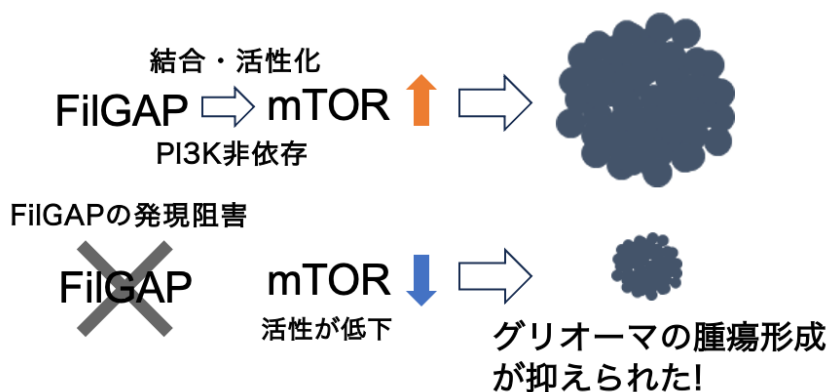 結合・活性化
FilGAP mTOR
PI3K非依存
FilGAPの発現阻害
FilGAP mTOR
活性が低下
グリオーマの腫瘍形成
が抑えられた!